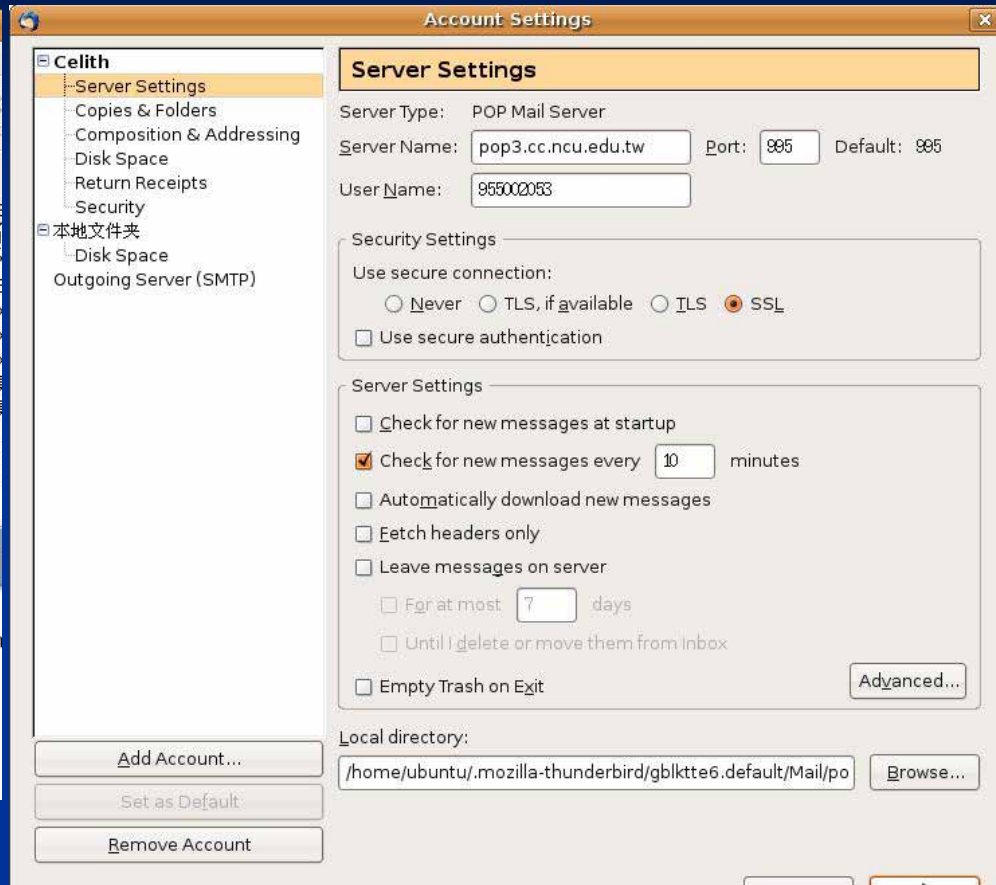 Account Settings
Celith
Server Settings
Copies & Folders
Composition & Addressing
Disk Space
Return Receipts
Security
本地文件夹
Disk Space
Outgoing Server (SMTP)
Add Account...
Set as Default
Remove Account
Server Settings
Server Type: POP Mail Server
Server Name: pop3.cc.ncu.edu.tw Port: 995 Default: 995
User Name: 955002053
Security Settings
Use secure connection:
Never TLS, if available TLS SSL
Use secure authentication
Server Settings
Check for new messages at startup
Check for new messages every 10 minutes
Automatically download new messages
Fetch headers only
Leave messages on server
For at most 7 days
Until I delete or move them from Inbox
Empty Trash on Exit
Advanced...
Local directory:
/home/ubuntu/.mozilla-thunderbird/gblktte6.default/Mail/po Browse...